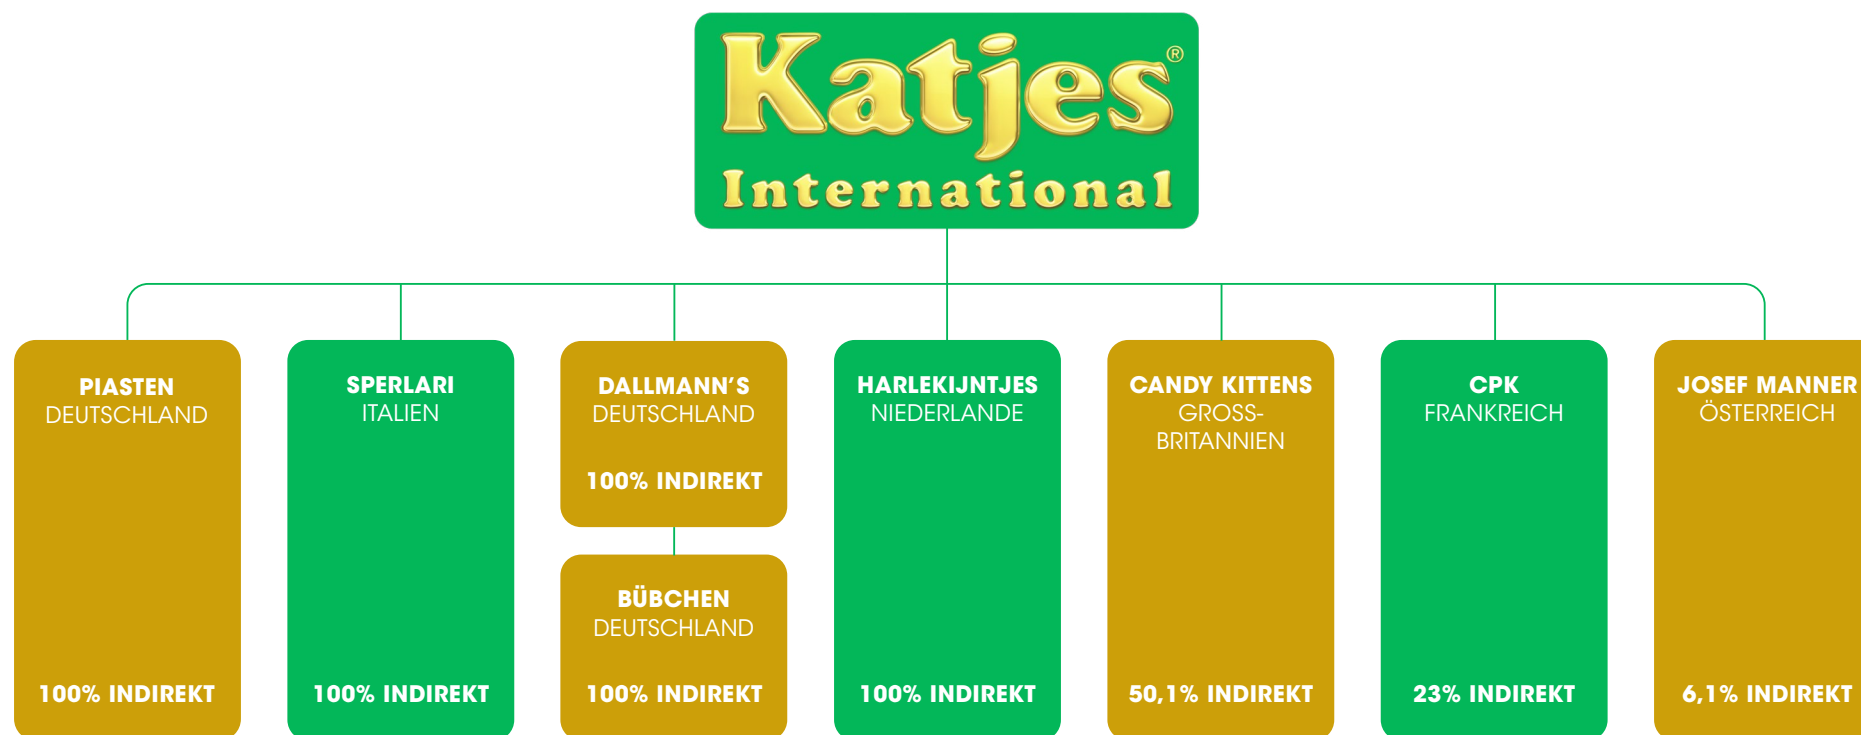 Katjes®
International
PIASTEN
DEUTSCHLAND
100% INDIREKT
SPERLARI
ITALIEN
100% INDIREKT
DALLMANN’S
DEUTSCHLAND
100% INDIREKT
BÜBCHEN
DEUTSCHLAND
100% INDIREKT
HARLEKIJNTJES
NIEDERLANDE
100% INDIREKT
CANDY KITTENS
GROSS-
BRITANNIEN
50,1% INDIREKT
CPK
FRANKREICH
23% INDIREKT
JOSEF MANNER
ÖSTERREICH
6,1% INDIREKT